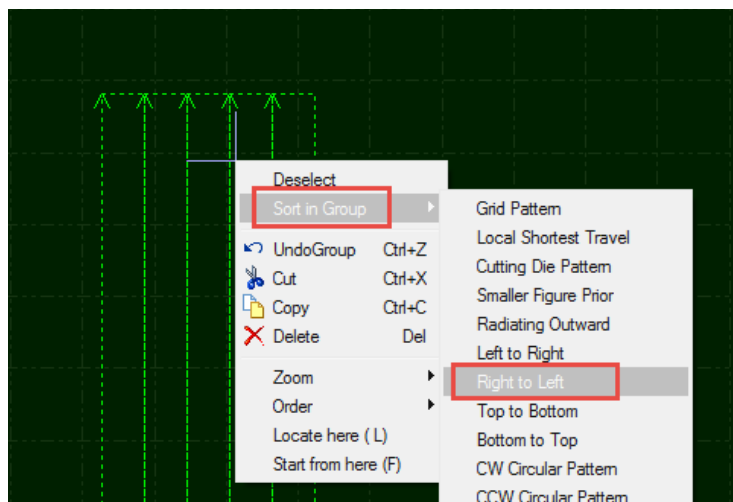 Deselect
Sort in Group
UndoGroup Ctrl+Z
Cut Ctrl+X
Copy Ctrl+C
Delete Del
Zoom
Order
Locate here ( L)
Start from here (F)
Grid Pattern
Local Shortest Travel
Cutting Die Pattern
Smaller Figure Prior
Radiating Outward
Left to Right
Right to Left
Top to Bottom
Bottom to Top
CW Circular Pattern
CCW Circular Pattern